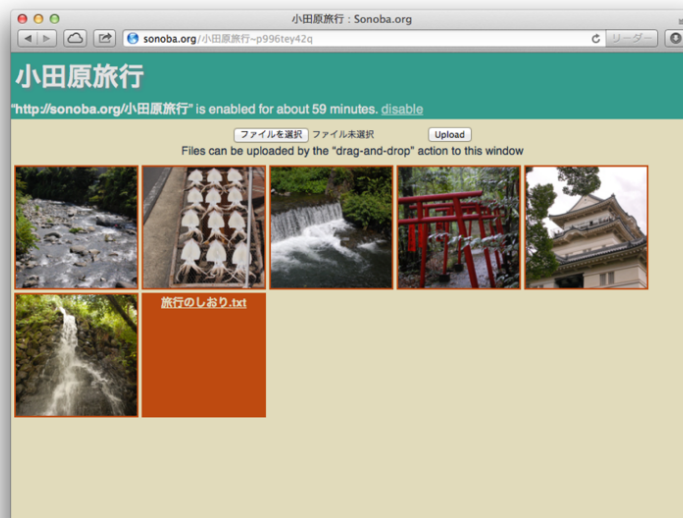 小田原旅行 : Sonoba.org
sonoba.org/小田原旅行~p996tey42q
リーダー
小田原旅行
"http://sonoba.org/小田原旅行" is enabled for about 59 minutes. disable
ファイルを選択 ファイル未選択 Upload
Files can be uploaded by the "drag-and-drop" action to this window
旅行のしおり.txt